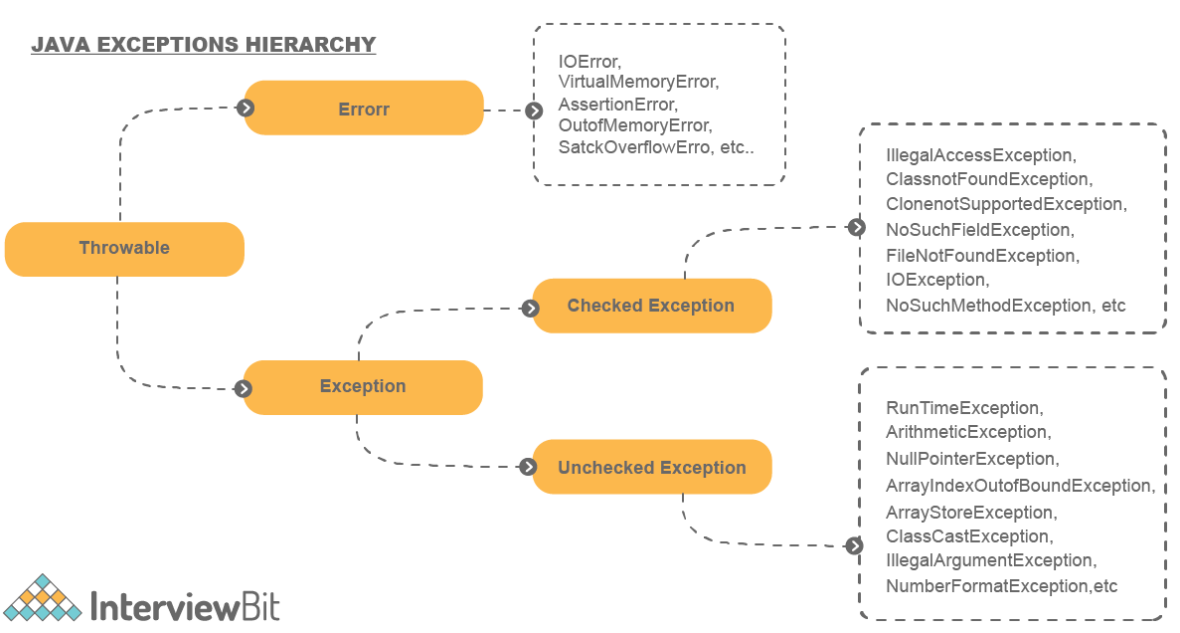 JAVA EXCEPTIONS HIERARCHY
Errorr
IOError,
VirtualMemoryError,
AssertionError,
OutofMemoryError,
SatckOverflowErro, etc..
Throwable
Exception
Checked Exception
IllegalAccessException,
ClassnotFoundException,
ClonenotSupportedException,
NoSuchFieldException,
FileNotFoundException,
IOException,
NoSuchMethodException, etc
Unchecked Exception
RunTimeException,
ArithmeticException,
NullPointerException,
ArrayIndexOutofBoundException,
ArrayStoreException,
ClassCastException,
IllegalArgumentException,
NumberFormatException,etc
InterviewBit